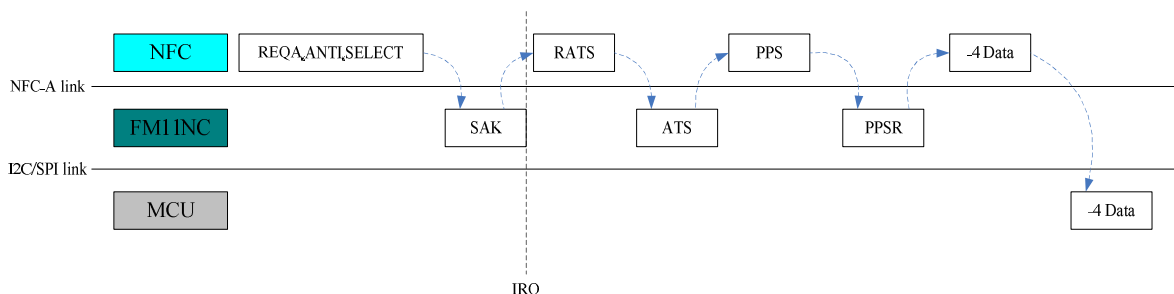 NFC REQA、ANTI、SELECT RATS PPS -4 Data
NFC-A link
FM11NC SAK ATS PPSR
I2C/SPI link
MCU -4 Data
IRQ